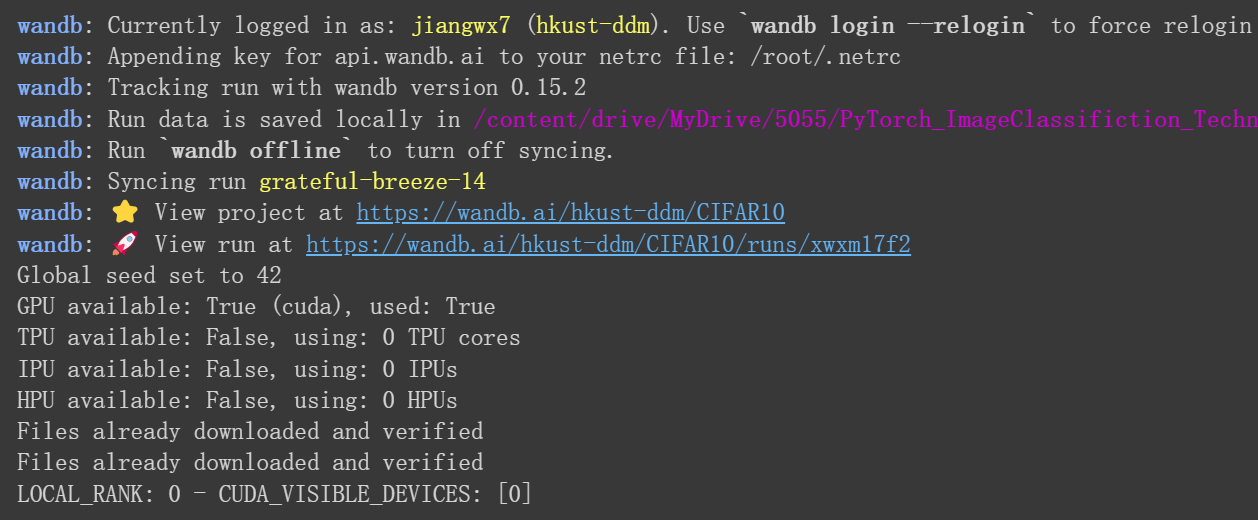 wandb: Currently logged in as: jiangwx7 (hkust-ddm). Use `wandb login --relogin` to force relogin
wandb: Appending key for api.wandb.ai to your netrc file: /root/.netrc
wandb: Tracking run with wandb version 0.15.2
wandb: Run data is saved locally in /content/drive/MyDrive/5055/PyTorch_ImageClassifiction_Techn
wandb: Run `wandb offline` to turn off syncing.
wandb: Syncing run grateful-breeze-14
wandb: ⭐ View project at https://wandb.ai/hkust-ddm/CIFAR10
wandb: 🚀 View run at https://wandb.ai/hkust-ddm/CIFAR10/runs/xwxm17f2
Global seed set to 42
GPU available: True (cuda), used: True
TPU available: False, using: 0 TPU cores
IPU available: False, using: 0 IPUs
HPU available: False, using: 0 HPUs
Files already downloaded and verified
Files already downloaded and verified
LOCAL_RANK: 0 - CUDA_VISIBLE_DEVICES: [0]